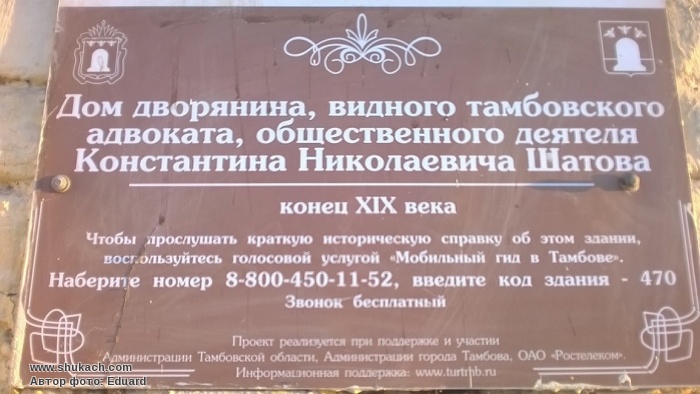 Дом дворянина, видного тамбовского
адвоката, общественного деятеля
Константина Николаевича Шатова
конец XIX века
Чтобы прослушать краткую историческую справку об этом здании,
воспользуйтесь голосовой услугой «Мобильный гид в Тамбове».
Наберите номер 8-800-450-11-52, введите код здания - 470
Звонок бесплатный
Проект реализуется при поддержке и участии
Администрации Тамбовской области, Администрации города Тамбова, ОАО «Ростелеком».
Информационная поддержка: www.turtmb.ru
www.shukach.com
Автор фото: Eduard